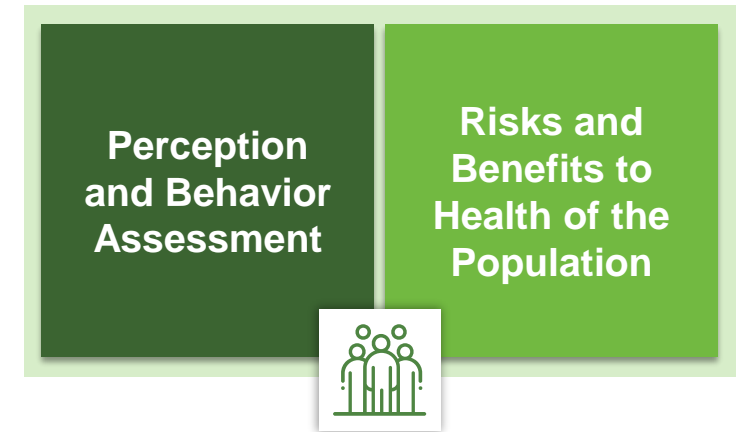 Perception
and Behavior
Assessment
Risks and
Benefits to
Health of the
Population